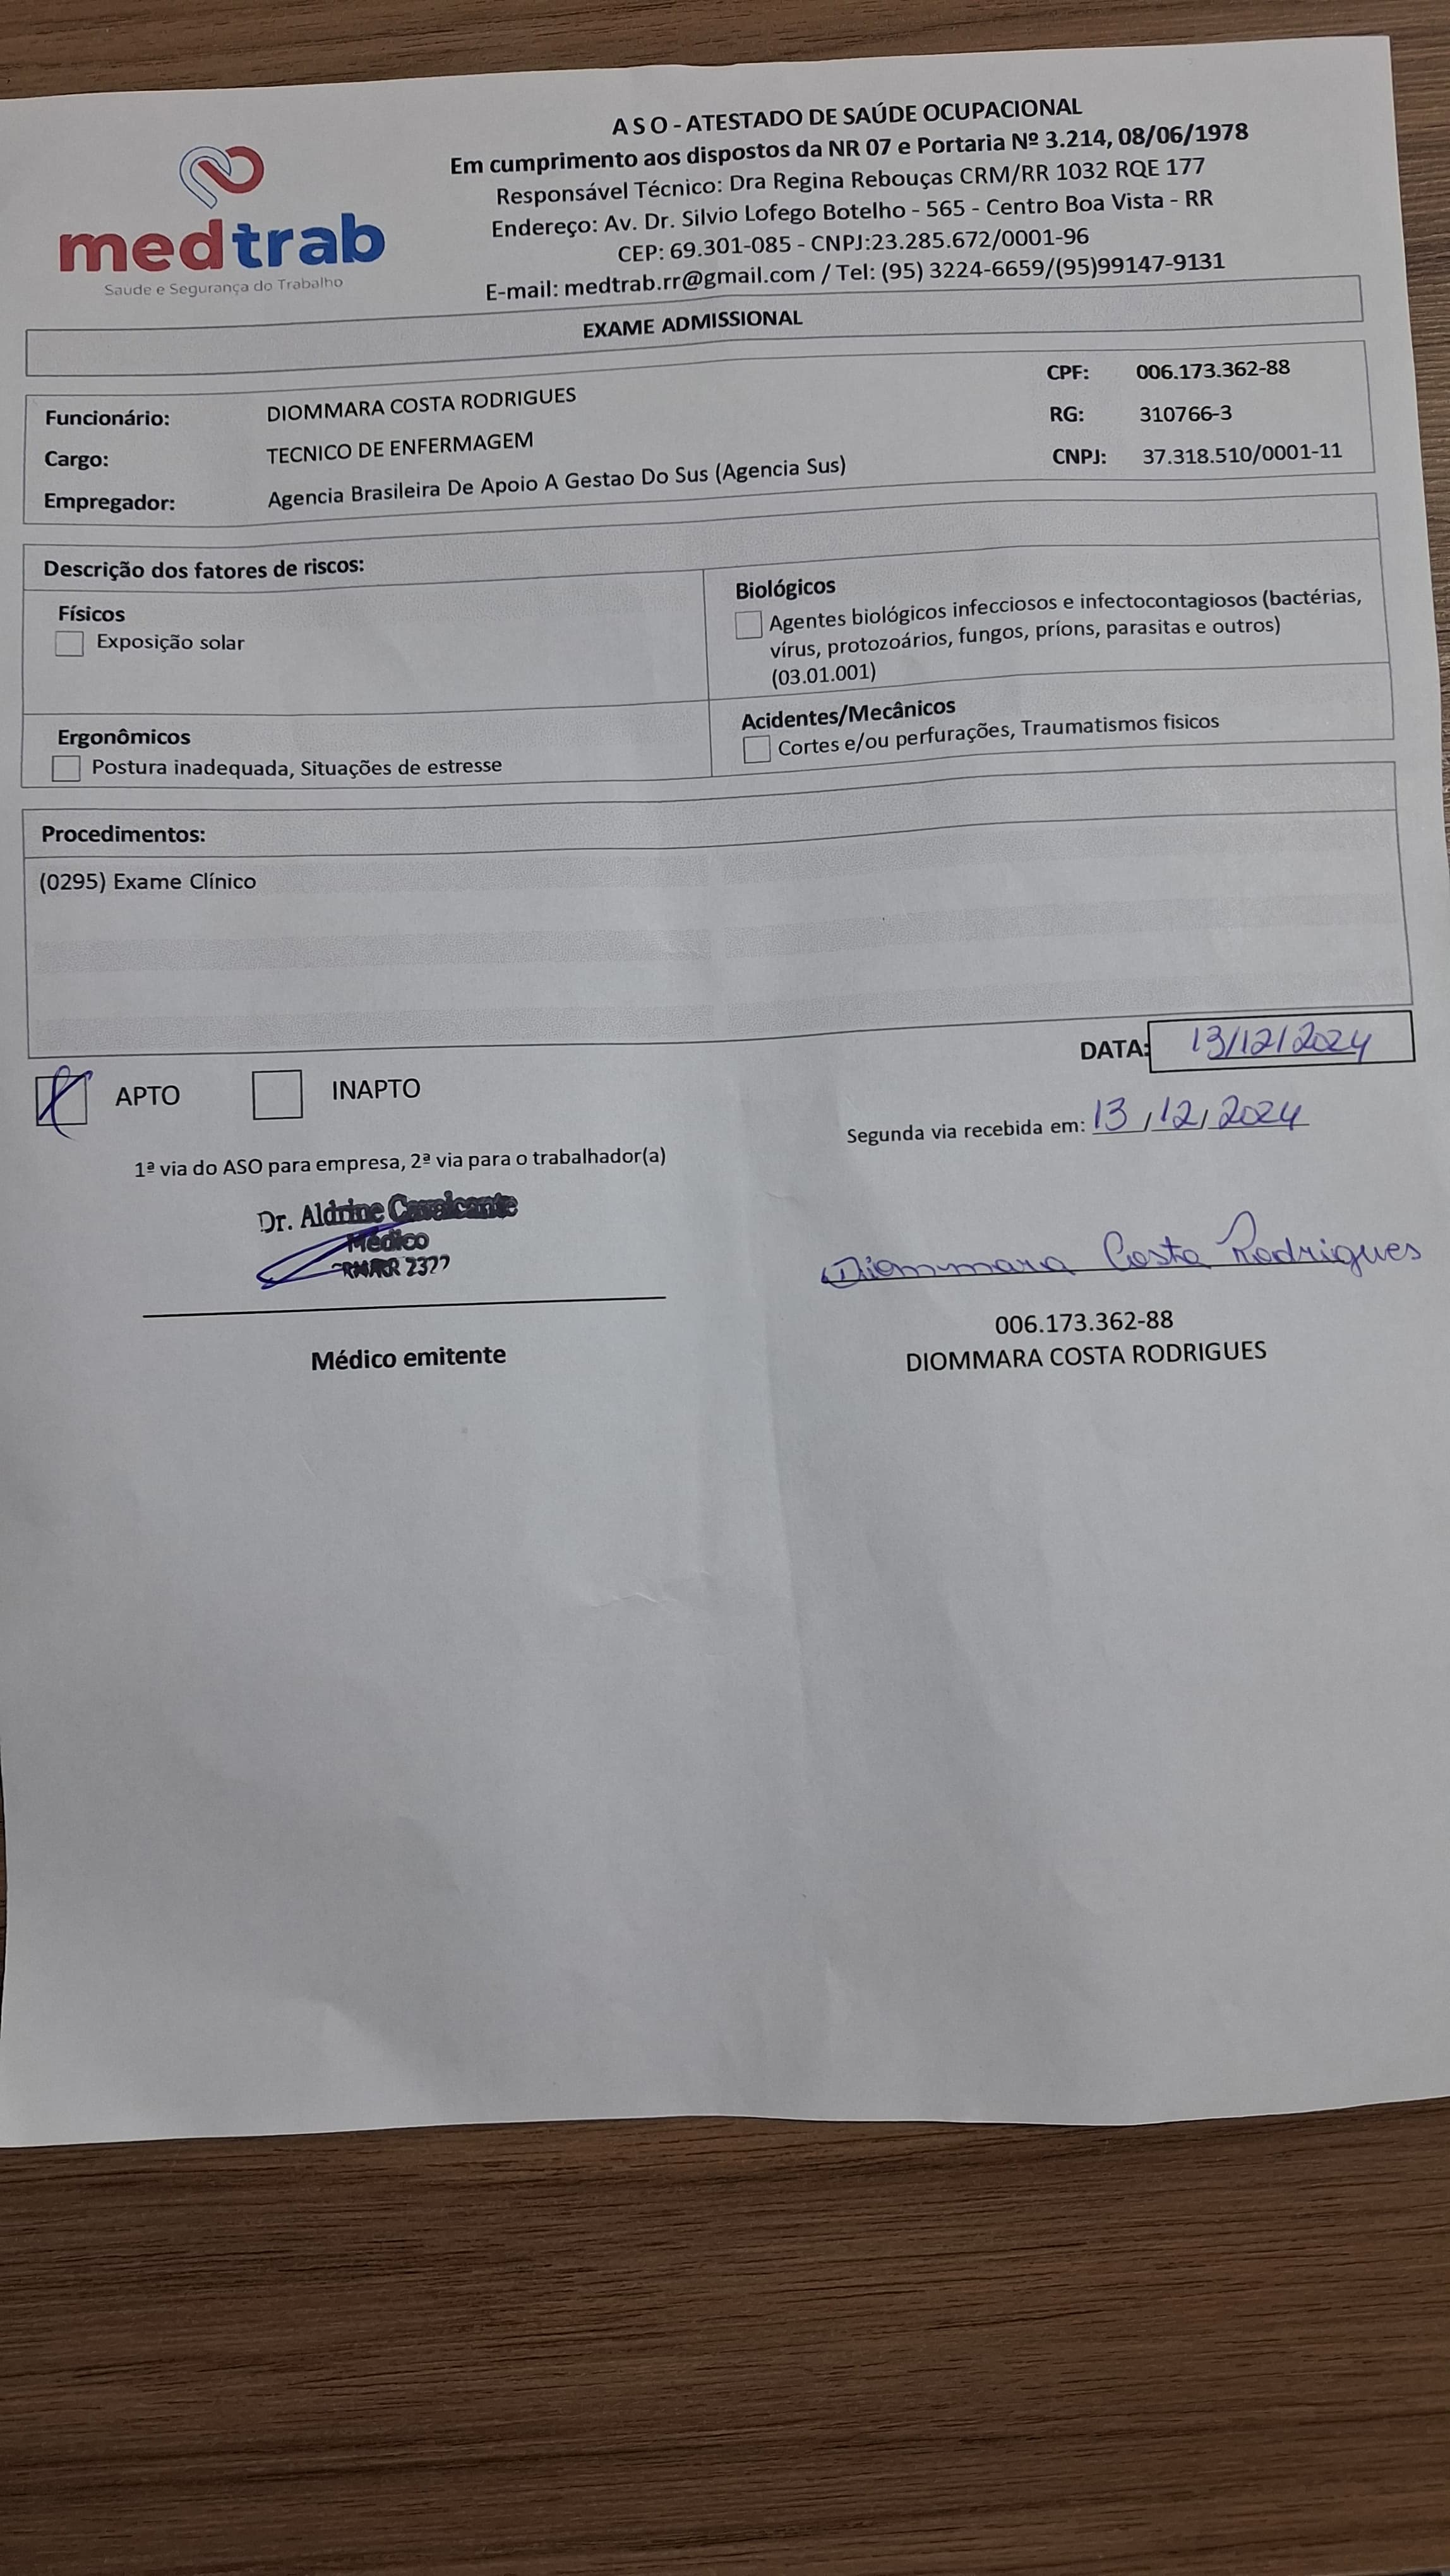 medtrab
Saude e Segurança do Trabalho
A S O - ATESTADO DE SAÚDE OCUPACIONAL
Em cumprimento aos dispostos da NR 07 e Portaria Nº 3.214, 08/06/1978
Responsável Técnico: Dra Regina Rebouças CRM/RR 1032 RQE 177
Endereço: Av. Dr. Silvio Lofego Botelho - 565 - Centro Boa Vista - RR
CEP: 69.301-085 - CNPJ:23.285.672/0001-96
E-mail: medtrab.rr@gmail.com / Tel: (95) 3224-6659/(95)99147-9131
EXAME ADMISSIONAL
Funcionário: DIOMMARA COSTA RODRIGUES CPF: 006.173.362-88
Cargo: TECNICO DE ENFERMAGEM RG: 310766-3
Empregador: Agencia Brasileira De Apoio A Gestao Do Sus (Agencia Sus) CNPJ: 37.318.510/0001-11
Descrição dos fatores de riscos:
Físicos
Exposição solar
Biológicos
Agentes biológicos infecciosos e infectocontagiosos (bactérias,
vírus, protozoários, fungos, príons, parasitas e outros)
(03.01.001)
Ergonômicos
Postura inadequada, Situações de estresse
Acidentes/Mecânicos
Cortes e/ou perfurações, Traumatismos fisicos
Procedimentos:
(0295) Exame Clínico
DATA: 13/12/2024
APTO INAPTO
Segunda via recebida em: 13/12/2024
1ª via do ASO para empresa, 2ª via para o trabalhador(a)
Dr. Aldrine Cavalcante
Médico
2377
Médico emitente
Diommara Costa Rodrigues
006.173.362-88
DIOMMARA COSTA RODRIGUES